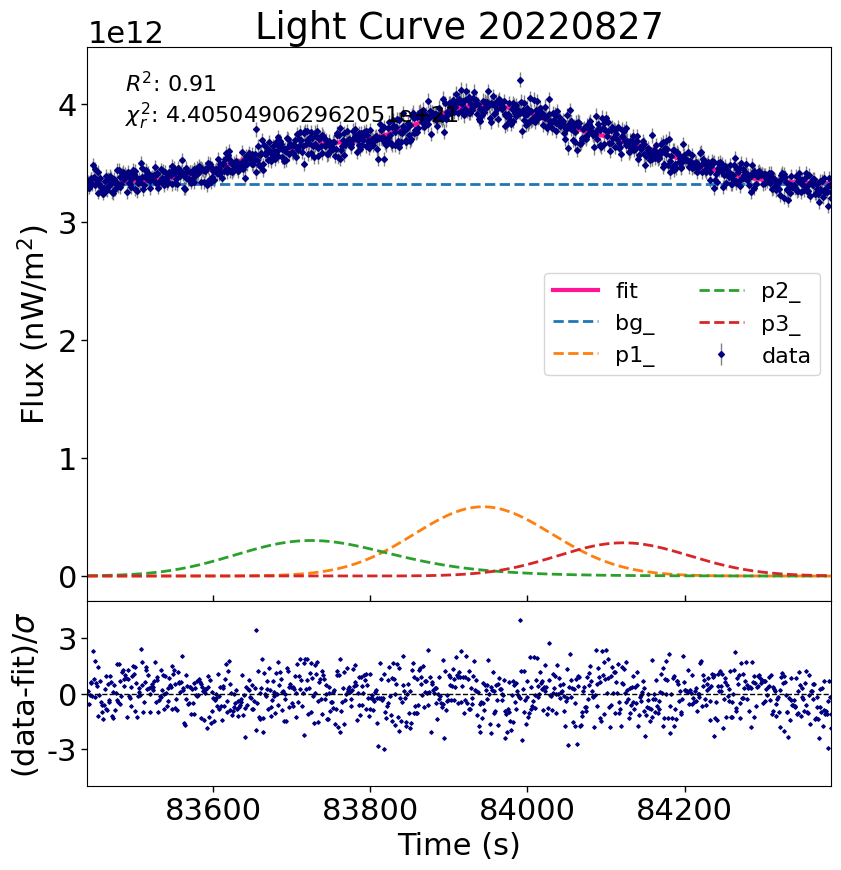 Light Curve 20220827
1e12
R²: 0.91
χ²ᵣ: 4.405049062962051e+21
4
3
2
1
0
Flux (nW/m²)
fit
bg_
p1_
p2_
p3_
data
3
0
-3
(data-fit)/σ
83600 83800 84000 84200
Time (s)